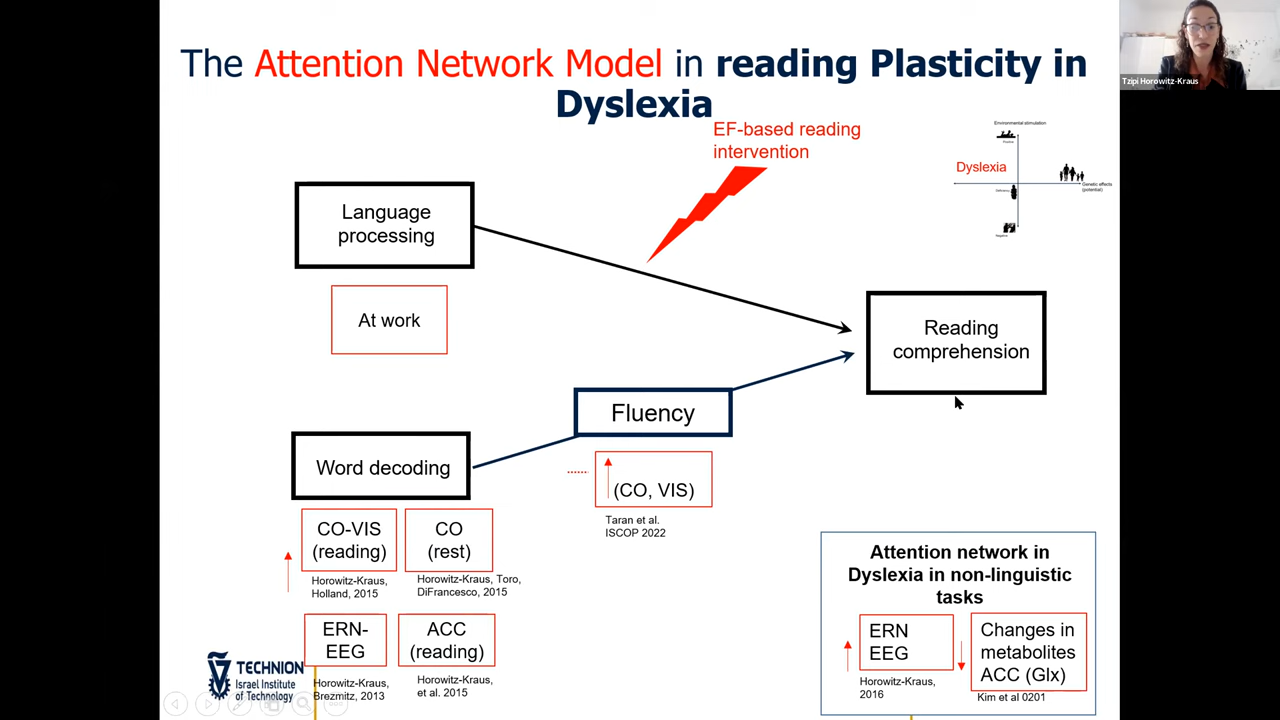 The Attention Network Model in reading Plasticity in
Dyslexia
Tzipi Horowitz-Kraus
EF-based reading
intervention
Environmental stimulation
Positive
Dyslexia
Genetic effects
(potential)
Negative
Language
processing
At work
Reading
comprehension
Fluency
Word decoding
(CO, VIS)
Taran et al.
ISCOP 2022
CO-VIS
(reading)
CO
(rest)
Horowitz-Kraus,
Holland, 2015
Horowitz-Kraus, Toro,
DiFrancesco, 2015
ERN-
EEG
ACC
(reading)
Horowitz-Kraus,
Brezmitz, 2013
Horowitz-Kraus,
et al. 2015
Attention network in
Dyslexia in non-linguistic
tasks
ERN
EEG
Changes in
metabolites
ACC (Glx)
Horowitz-Kraus,
2016
Kim et al 0201
TECHNION
Israel Institute
of Technology